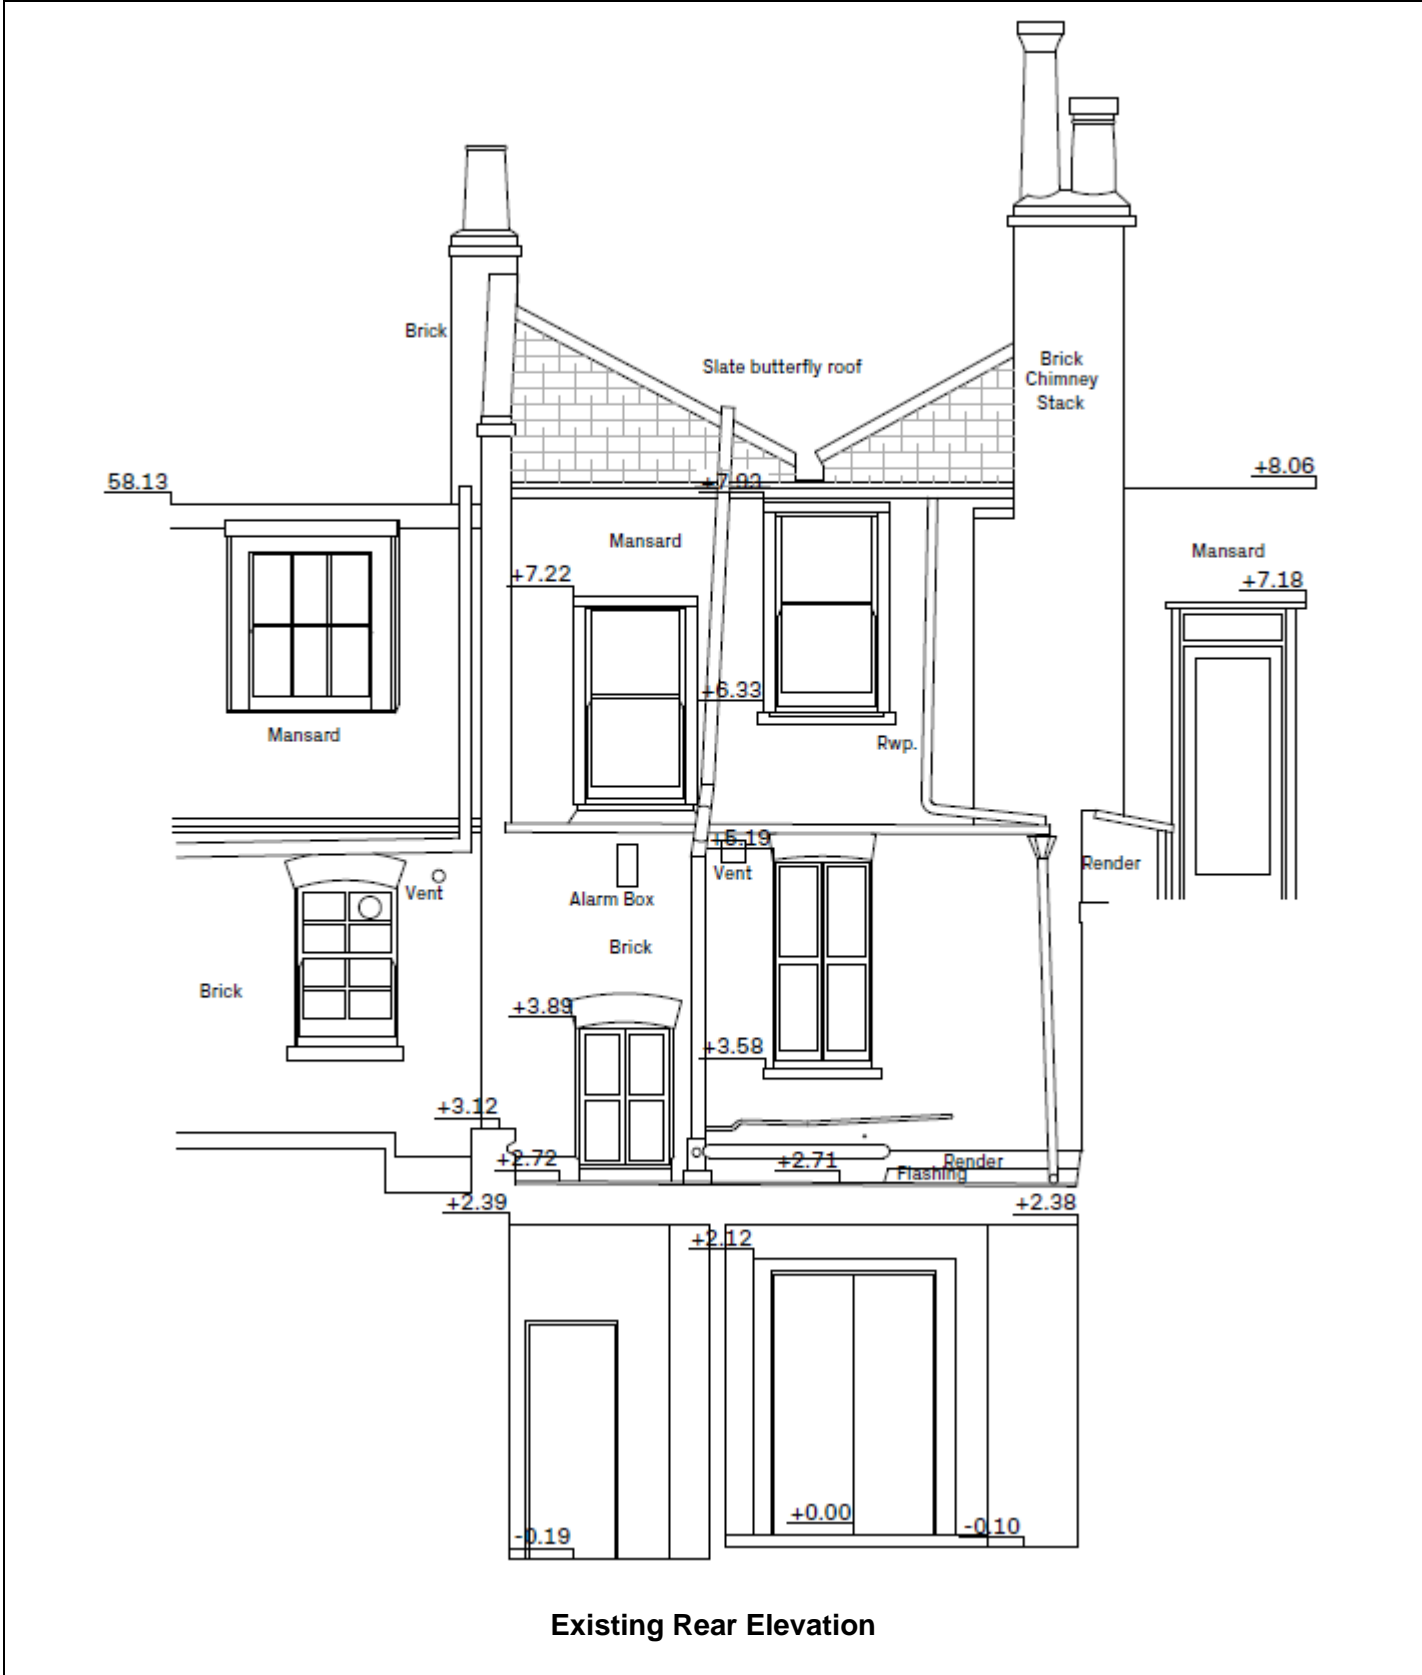 Brick
Slate butterfly roof
Brick
Chimney
Stack
58.13
+7.93
+8.06
Mansard
Mansard
+7.22
+7.18
+6.33
Mansard
Rwp.
+5.19
Vent
Vent
Render
Alarm Box
Brick
Brick
+3.89
+3.58
+3.12
+2.72
+2.71
Render
Flashing
+2.39
+2.38
+2.12
+0.00
-0.10
-0.19
Existing Rear Elevation